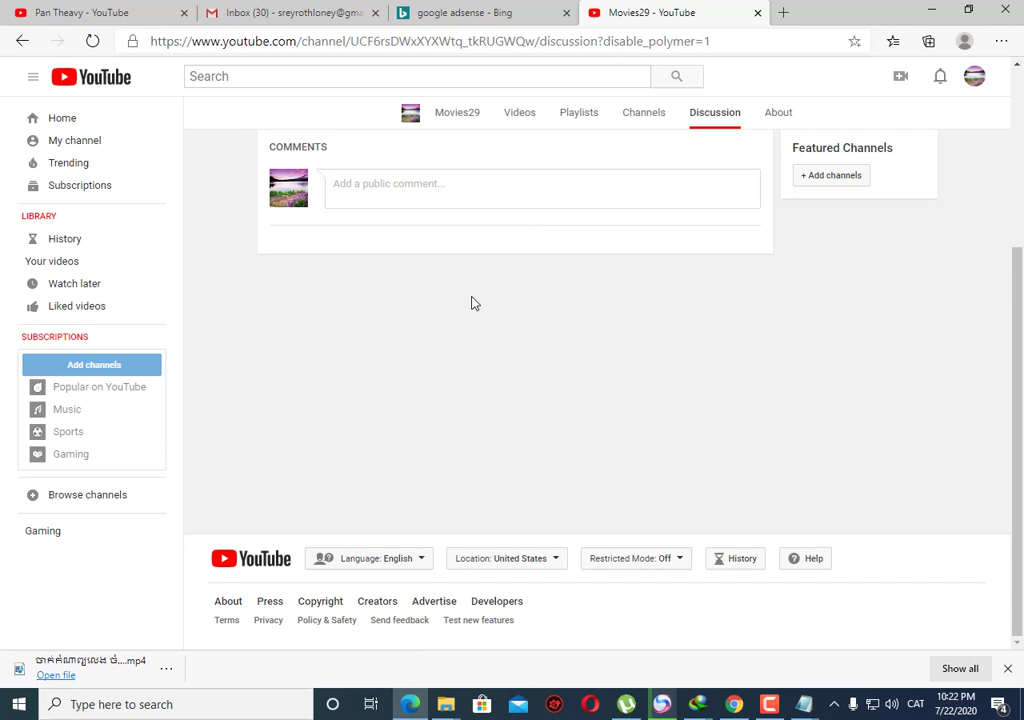 Pan Theavy - YouTube
Inbox (30) - sreyrothloney@gma
google adsense - Bing
Movies29 - YouTube
https://www.youtube.com/channel/UCF6rsDWxXYXWtq_tkRUGWQw/discussion?disable_polymer=1
YouTube
Search
Movies29
Videos
Playlists
Channels
Discussion
About
Home
My channel
Trending
Subscriptions
LIBRARY
History
Your videos
Watch later
Liked videos
SUBSCRIPTIONS
Add channels
Popular on YouTube
Music
Sports
Gaming
Browse channels
Gaming
COMMENTS
Add a public comment...
Featured Channels
+ Add channels
YouTube
Language: English
Location: United States
Restricted Mode: Off
History
Help
About Press Copyright Creators Advertise Developers
Terms Privacy Policy & Safety Send feedback Test new features
....mp4
Open file
Show all
Type here to search
CAT
10:22 PM
7/22/2020
4